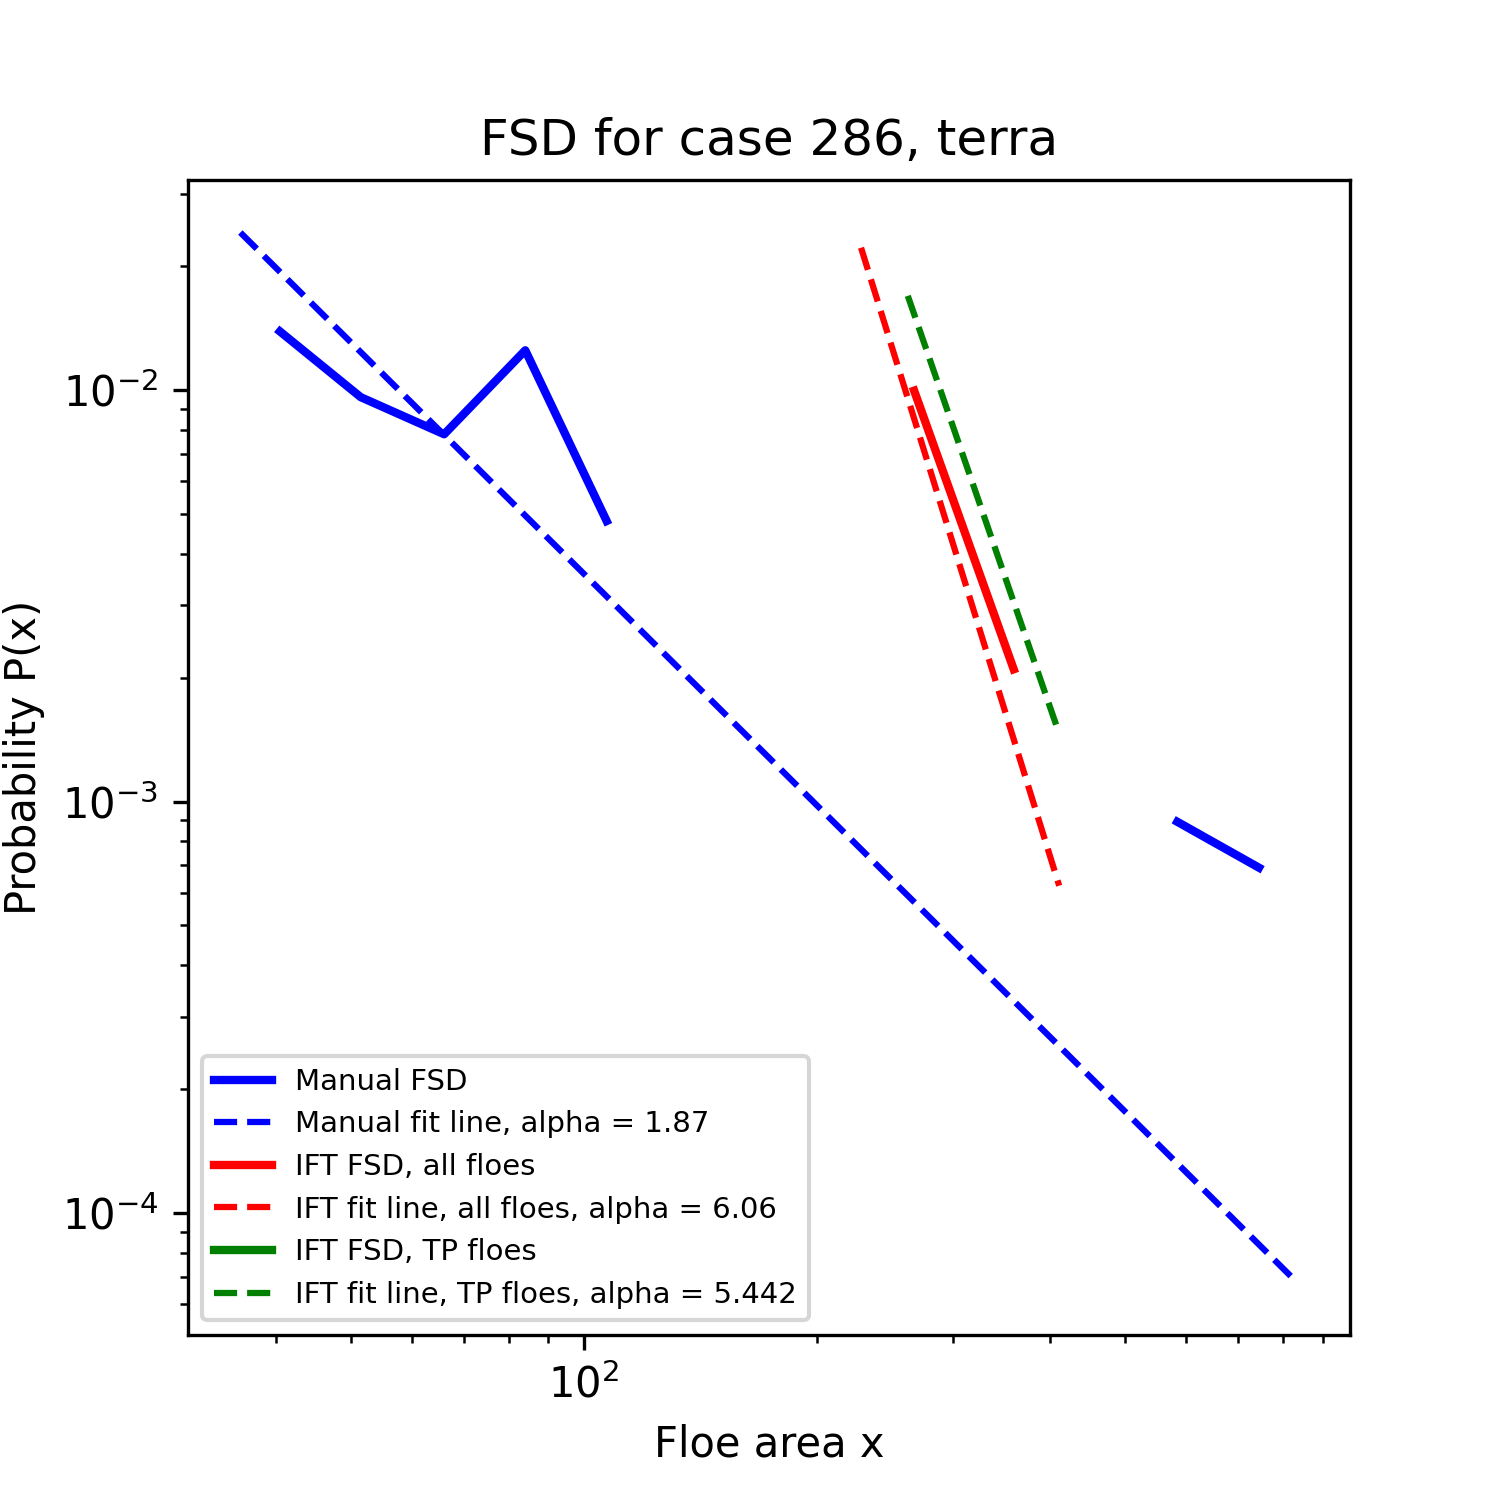 FSD for case 286, terra
Probability P(x)
10⁻²
10⁻³
10⁻⁴
Manual FSD
Manual fit line, alpha = 1.87
IFT FSD, all floes
IFT fit line, all floes, alpha = 6.06
IFT FSD, TP floes
IFT fit line, TP floes, alpha = 5.442
10²
Floe area x